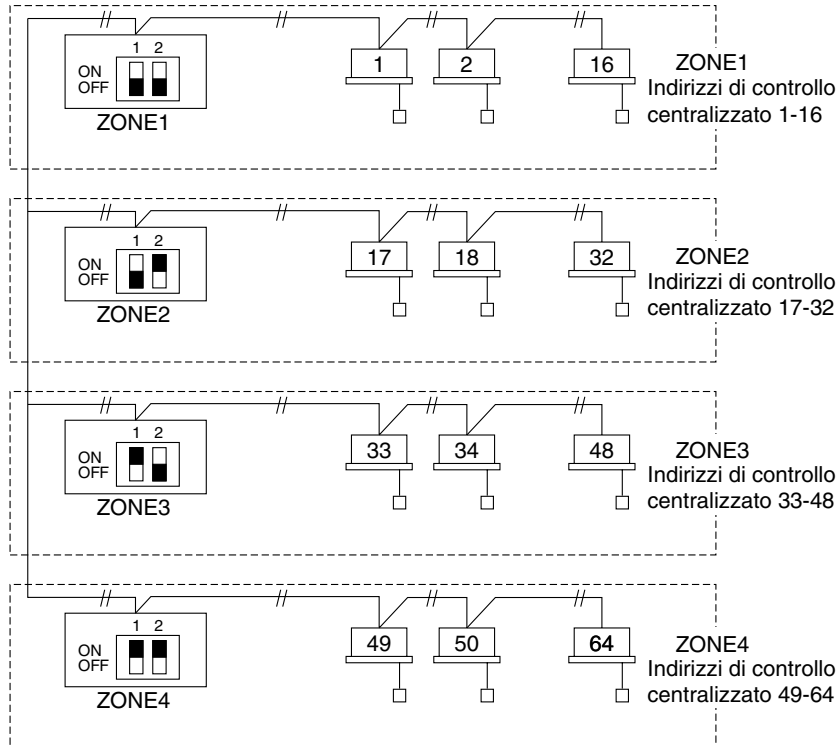 1 2
ON
OFF
ZONE1
1
2
16
ZONE1
Indirizzi di controllo
centralizzato 1-16
1 2
ON
OFF
ZONE2
17
18
32
ZONE2
Indirizzi di controllo
centralizzato 17-32
1 2
ON
OFF
ZONE3
33
34
48
ZONE3
Indirizzi di controllo
centralizzato 33-48
1 2
ON
OFF
ZONE4
49
50
64
ZONE4
Indirizzi di controllo
centralizzato 49-64